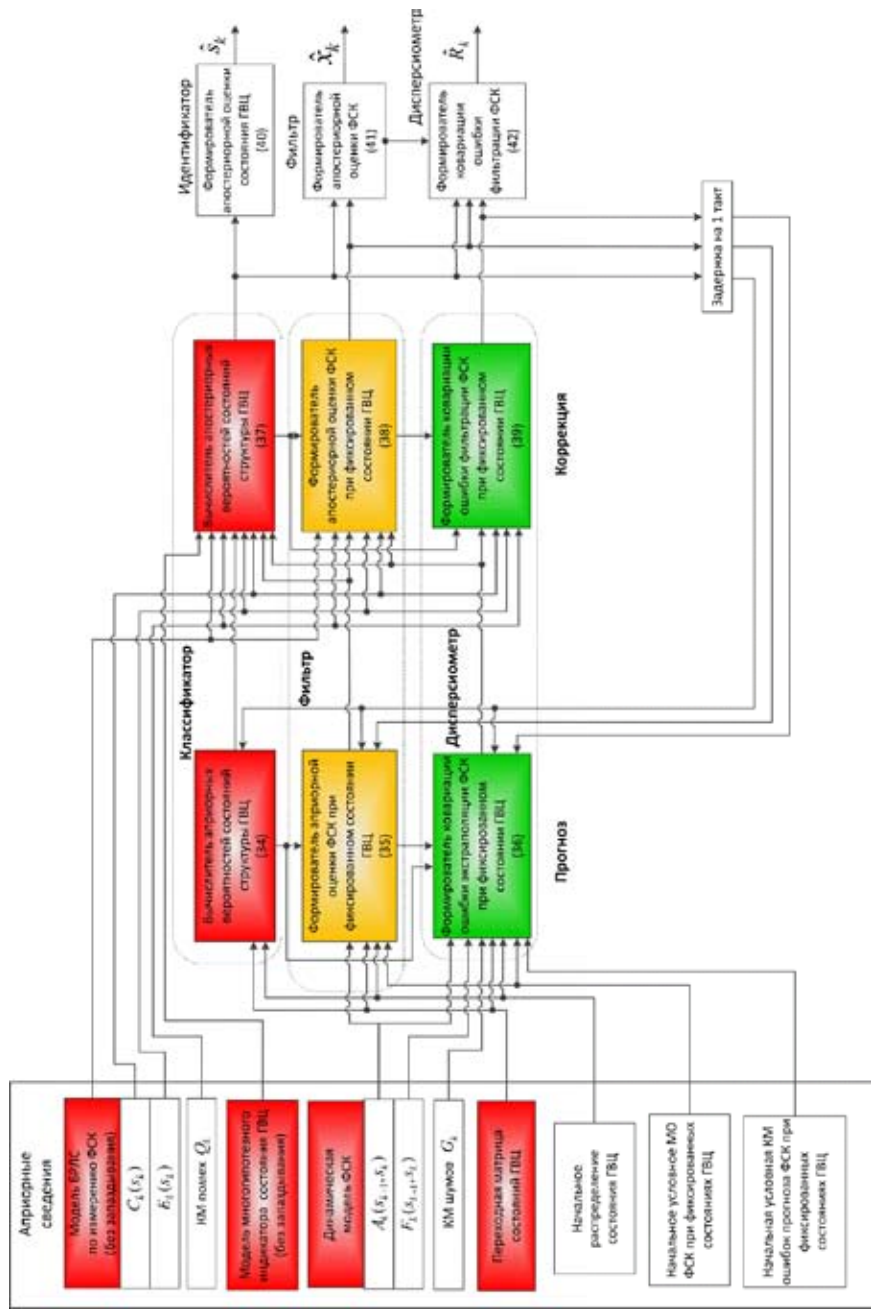 Априорные
сведения
Модель БРЛС
по измерению ФСК
(без запаздывания)
C_k(s_k)
E_k(s_k)
КМ помех Q_k
Модель многогипотезного
индикатора состояния ГВЦ
(без запаздывания)
Динамическая
модель ФСК
A_k(s_{k-1}, s_k)
F_k(s_{k-1}, s_k)
КМ шумов G_k
Переходная матрица
состояний ГВЦ
Начальное
распределение
состояния ГВЦ
Начальное условное МО
ФСК при фиксированных
состояниях ГВЦ
Начальная условная КМ
ошибок прогноза ФСК при
фиксированных
состояниях ГВЦ
Классификатор
Вычислитель априорных
вероятностей состояний
структуры ГВЦ
(34)
Фильтр
Формирователь априорной
оценки ФСК при
фиксированном состоянии
ГВЦ
(35)
Дисперсиометр
Формирователь ковариации
ошибки экстраполяции ФСК
при фиксированном
состоянии ГВЦ
(36)
Прогноз
Вычислитель апостериорных
вероятностей состояний
структуры ГВЦ
(37)
Формирователь
апостериорной оценки ФСК
при фиксированном
состоянии ГВЦ
(38)
Формирователь ковариации
ошибки фильтрации ФСК
при фиксированном
состоянии ГВЦ
(39)
Коррекция
Идентификатор
Формирователь
апостериорной оценки
состояния ГВЦ
(40)
ŝ_k
Фильтр
Формирователь
апостериорной
оценки ФСК
(41)
x̂_k
Дисперсиометр
Формирователь
ковариации
ошибки
фильтрации ФСК
(42)
R̂_k
Задержка на 1 такт